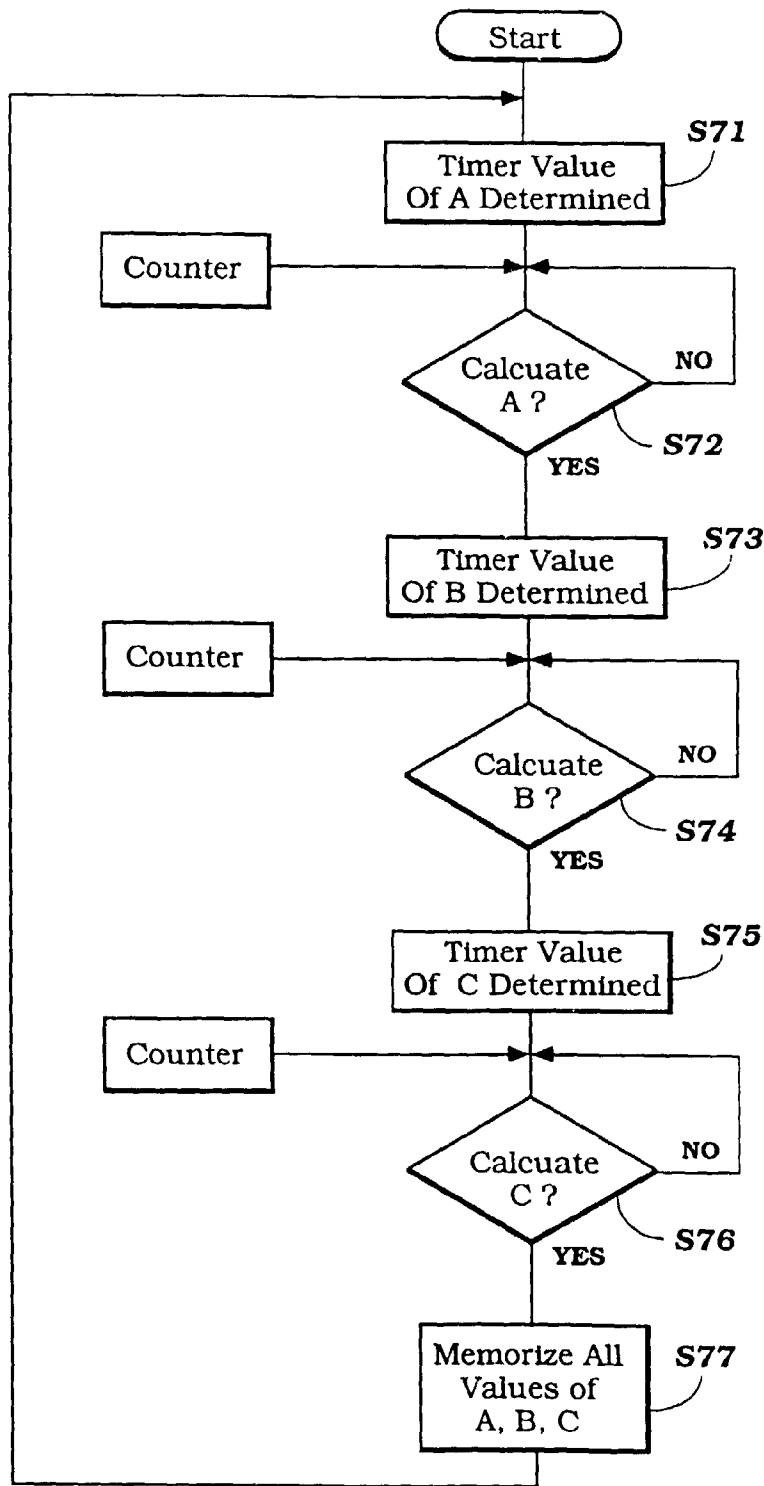 Start
S71
Timer Value
Of A Determined
Counter
Calcuate
A ?
NO
S72
YES
S73
Timer Value
Of B Determined
Counter
Calcuate
B ?
NO
S74
YES
S75
Timer Value
Of C Determined
Counter
Calcuate
C ?
NO
S76
YES
Memorize All
Values of
A, B, C
S77